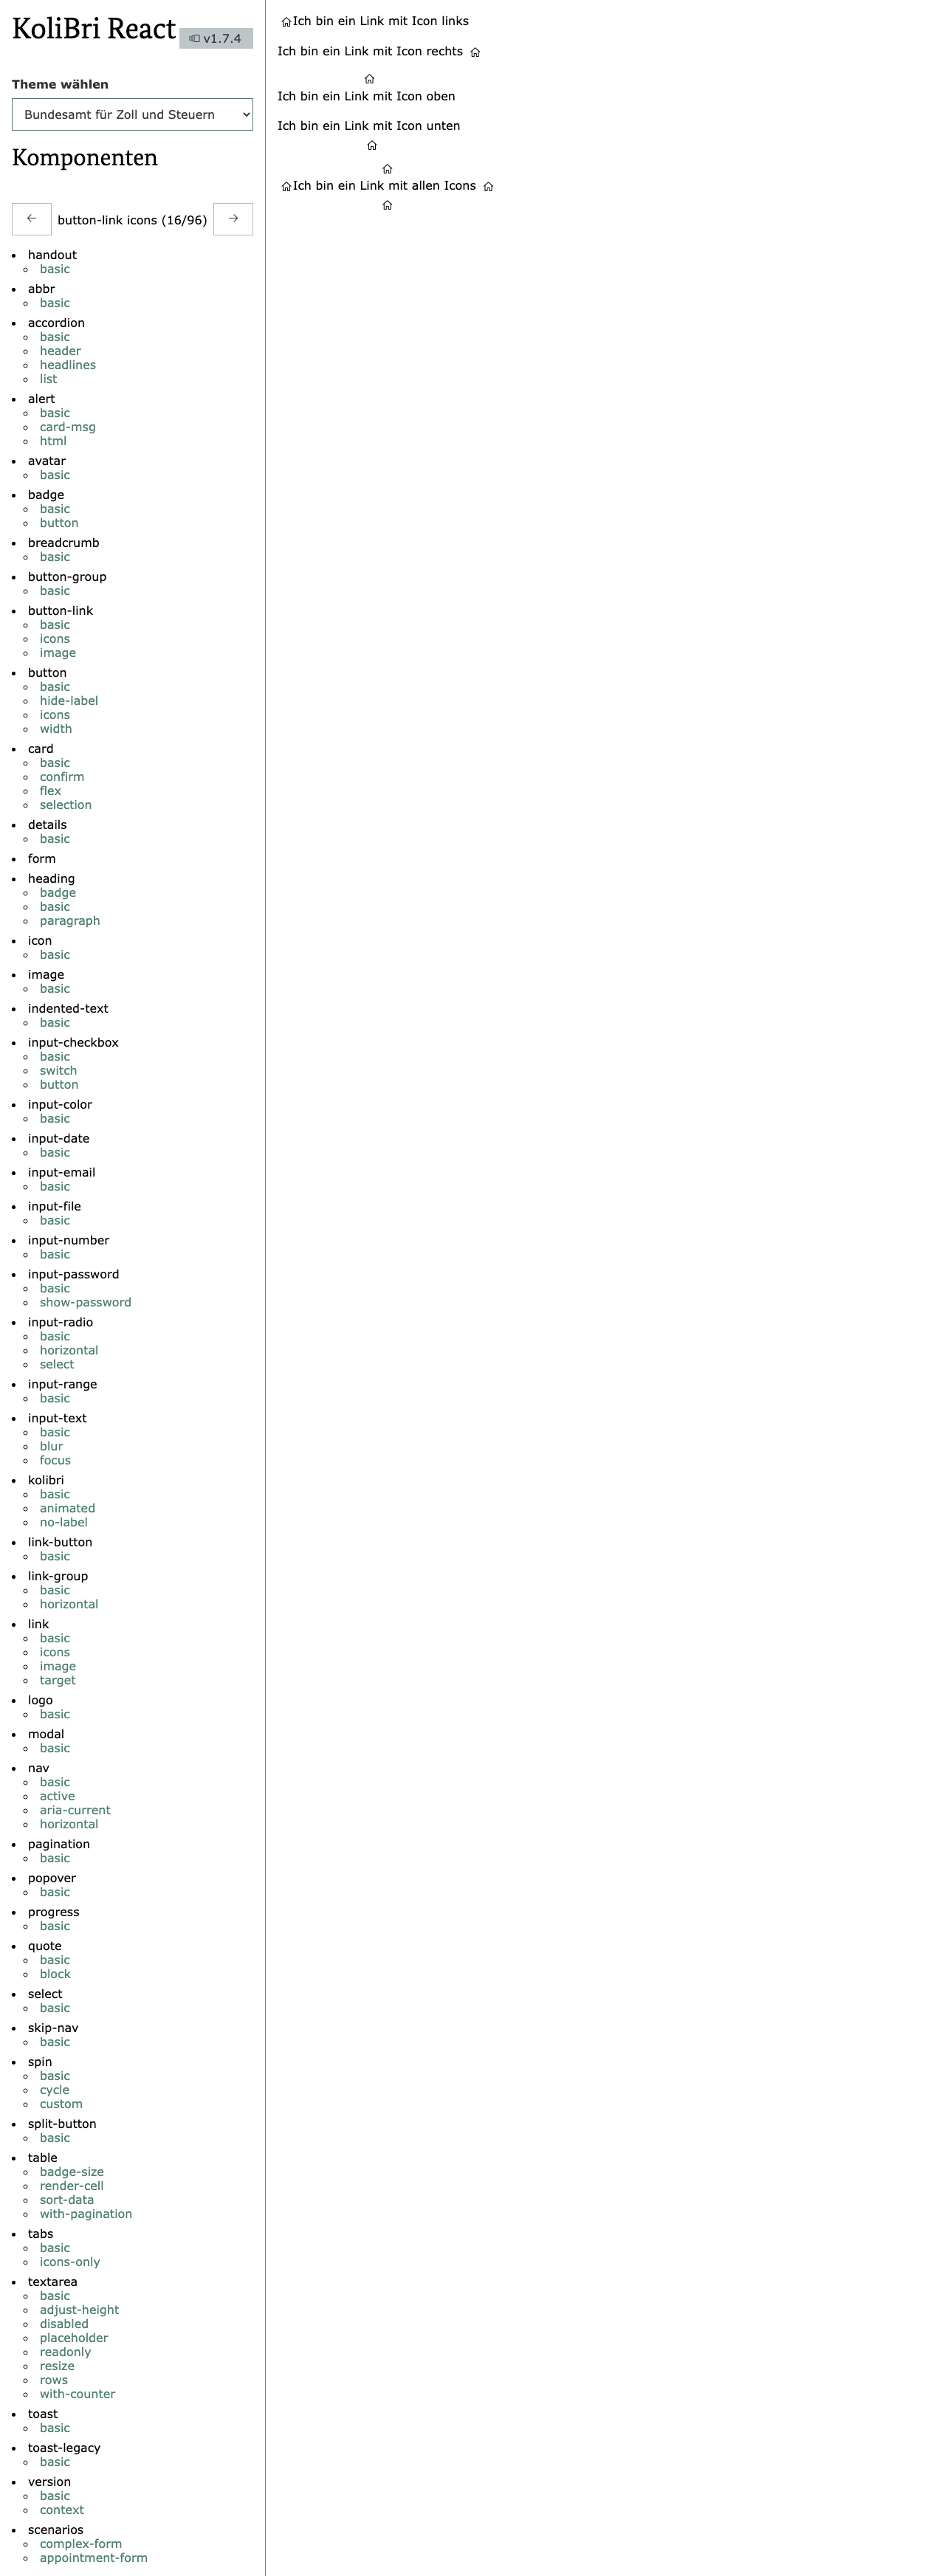 KoliBri React
v1.7.4
Theme wählen
Bundesamt für Zoll und Steuern
Komponenten
← button-link icons (16/96) →
handout
basic
abbr
basic
accordion
basic
header
headlines
list
alert
basic
card-msg
html
avatar
basic
badge
basic
button
breadcrumb
basic
button-group
basic
button-link
basic
icons
image
button
basic
hide-label
icons
width
card
basic
confirm
flex
selection
details
basic
form
heading
badge
basic
paragraph
icon
basic
image
basic
indented-text
basic
input-checkbox
basic
switch
button
input-color
basic
input-date
basic
input-email
basic
input-file
basic
input-number
basic
input-password
basic
show-password
input-radio
basic
horizontal
select
input-range
basic
input-text
basic
blur
focus
kolibri
basic
animated
no-label
link-button
basic
link-group
basic
horizontal
link
basic
icons
image
target
logo
basic
modal
basic
nav
basic
active
aria-current
horizontal
pagination
basic
popover
basic
progress
basic
quote
basic
block
select
basic
skip-nav
basic
spin
basic
cycle
custom
split-button
basic
table
badge-size
render-cell
sort-data
with-pagination
tabs
basic
icons-only
textarea
basic
adjust-height
disabled
placeholder
readonly
resize
rows
with-counter
toast
basic
toast-legacy
basic
version
basic
context
scenarios
complex-form
appointment-form
Ich bin ein Link mit Icon links
Ich bin ein Link mit Icon rechts
Ich bin ein Link mit Icon oben
Ich bin ein Link mit Icon unten
Ich bin ein Link mit allen Icons